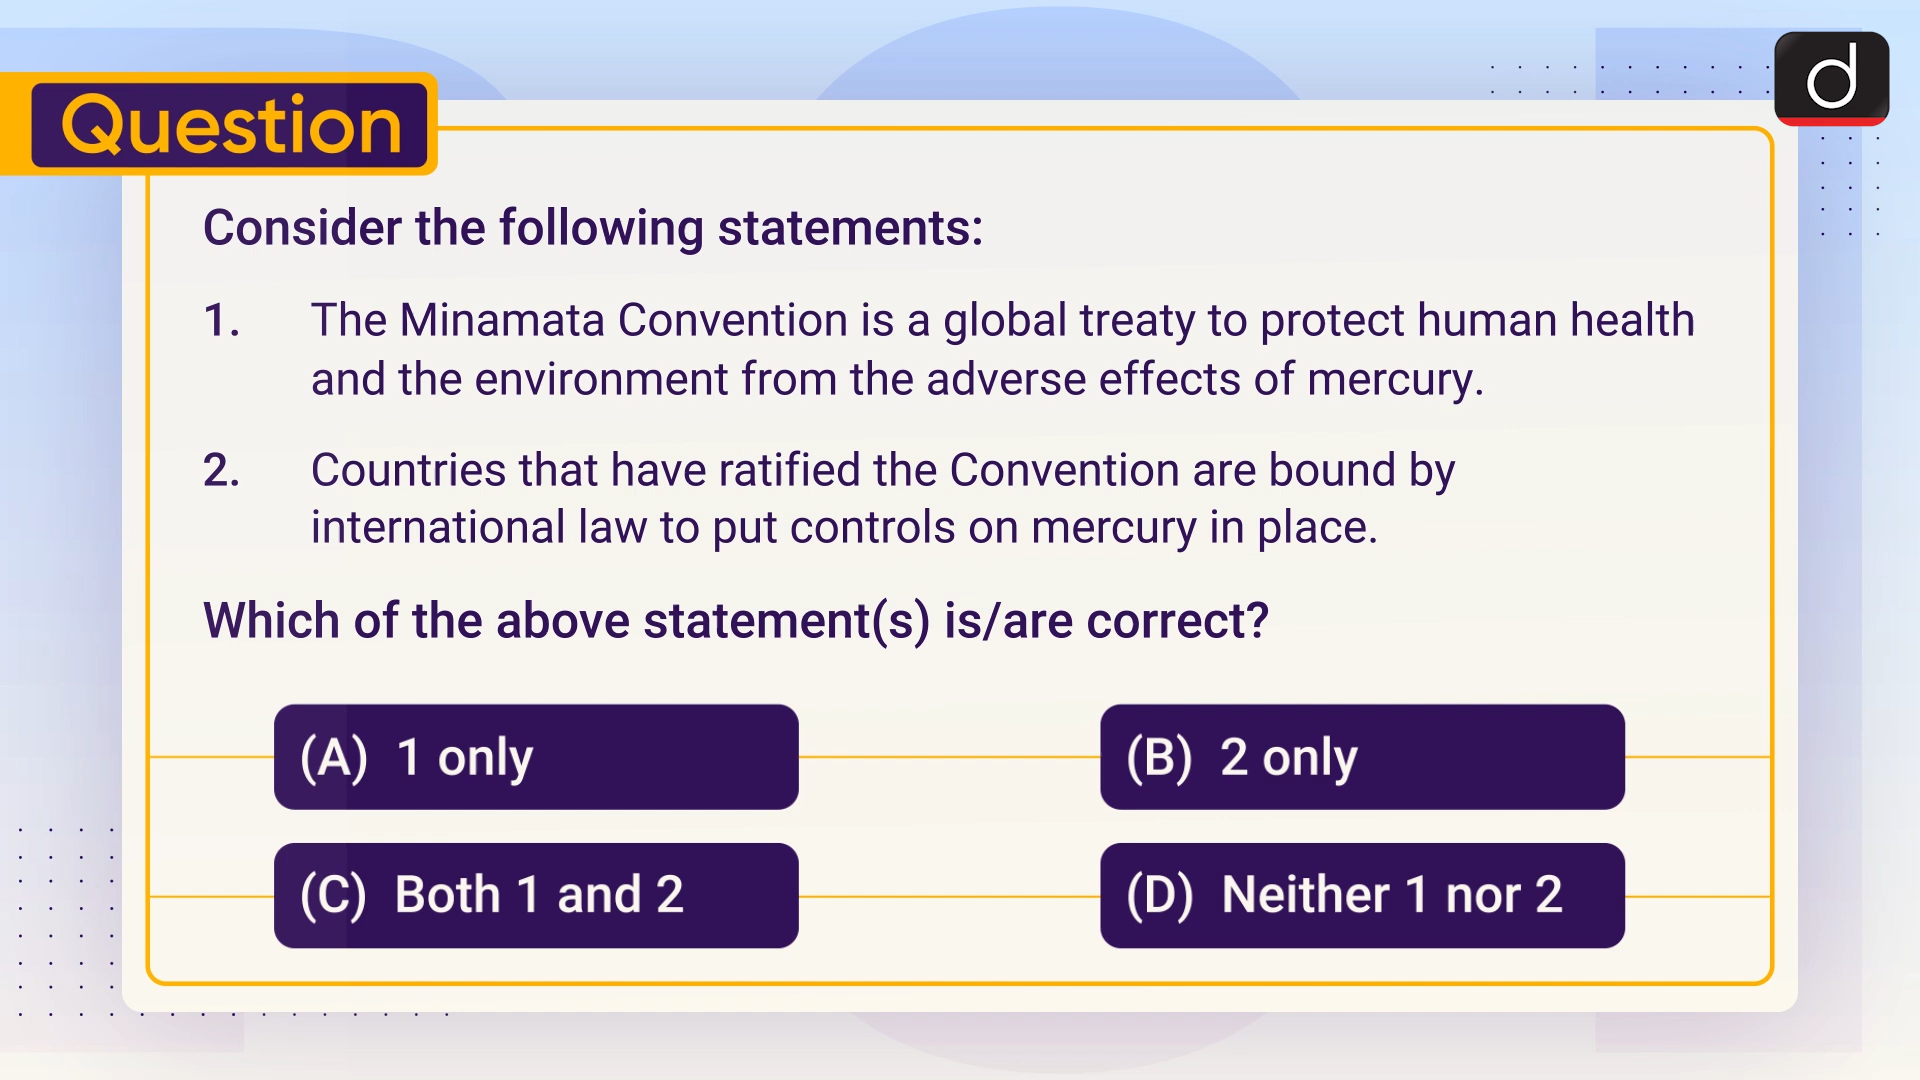 Question
d
Consider the following statements:
1. The Minamata Convention is a global treaty to protect human health
and the environment from the adverse effects of mercury.
2. Countries that have ratified the Convention are bound by
international law to put controls on mercury in place.
Which of the above statement(s) is/are correct?
(A) 1 only
(B) 2 only
(C) Both 1 and 2
(D) Neither 1 nor 2